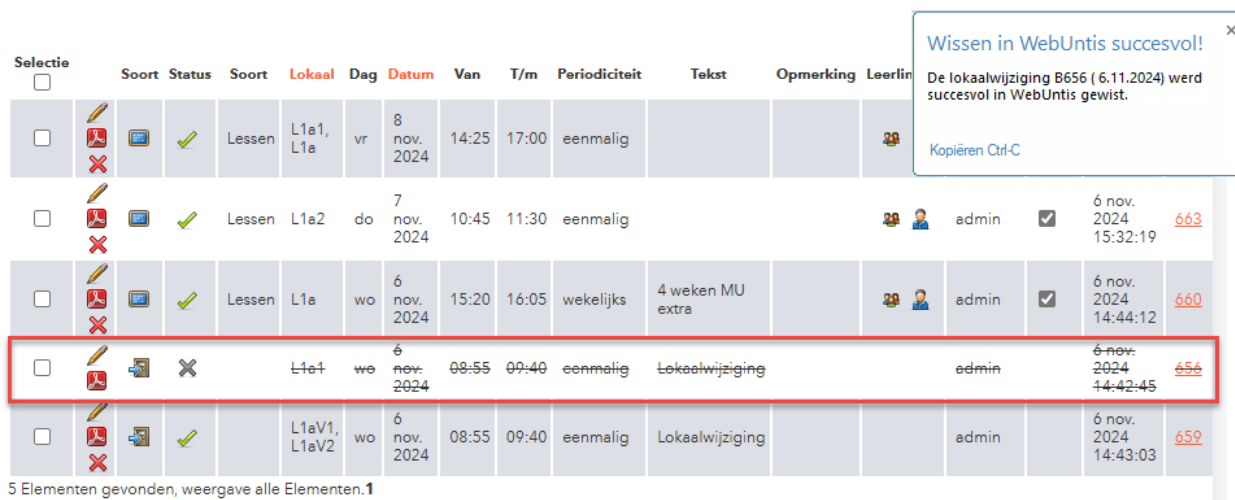 Wissen in WebUntis succesvol!
De lokaalwijziging B656 ( 6.11.2024) werd
succesvol in WebUntis gewist.
Kopiëren Ctrl-C
Selectie Soort Status Soort Lokaal Dag Datum Van T/m Periodiciteit Tekst Opmerking Leerlin
Lessen L1a1, L1a vr 8 nov. 2024 14:25 17:00 eenmalig
Lessen L1a2 do 7 nov. 2024 10:45 11:30 eenmalig admin 6 nov. 2024 15:32:19 663
Lessen L1a wo 6 nov. 2024 15:20 16:05 wekelijks 4 weken MU extra admin 6 nov. 2024 14:44:12 660
L1a1 wo 6 nov. 2024 08:55 09:40 eenmalig Lokaalwijziging admin 6 nov. 2024 14:42:45 656
L1aV1, L1aV2 wo 6 nov. 2024 08:55 09:40 eenmalig Lokaalwijziging admin 6 nov. 2024 14:43:03 659
5 Elementen gevonden, weergave alle Elementen.1